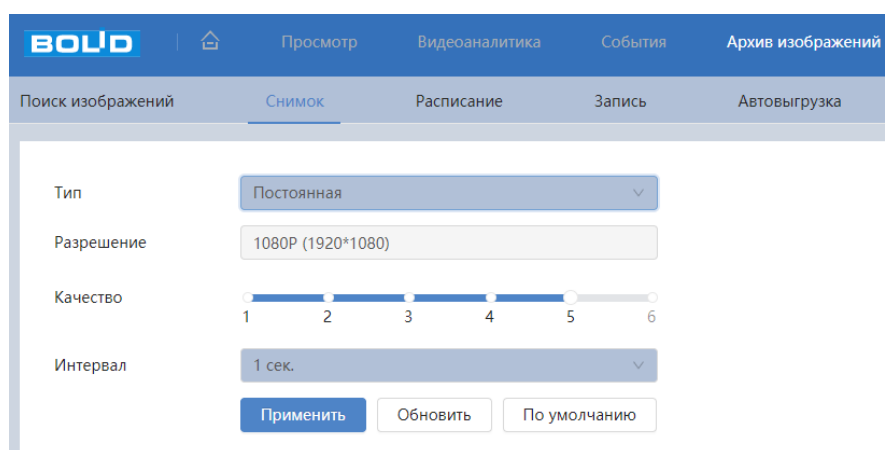 BOLID Просмотр Видеоаналитика События Архив изображений
Поиск изображений Снимок Расписание Запись Автовыгрузка
Тип Постоянная
Разрешение 1080P (1920*1080)
Качество
1 2 3 4 5 6
Интервал 1 сек.
Применить Обновить По умолчанию